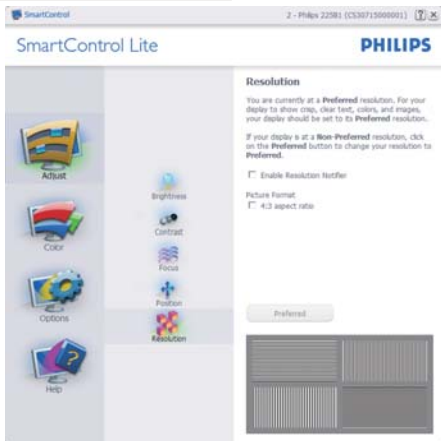 SmartControl
2 - Philips 225B1 (CS30715000001)
SmartControl Lite
PHILIPS
Adjust
Color
Options
Help
Brightness
Contrast
Focus
Position
Resolution
Resolution
You are currently at a Preferred resolution. For your
display to show crisp, clear text, colors, and images,
your display should be set to its Preferred resolution.
If your display is at a Non-Preferred resolution, click
on the Preferred button to change your resolution to
Preferred.
Enable Resolution Notifier
Picture Format
4:3 aspect ratio
Preferred